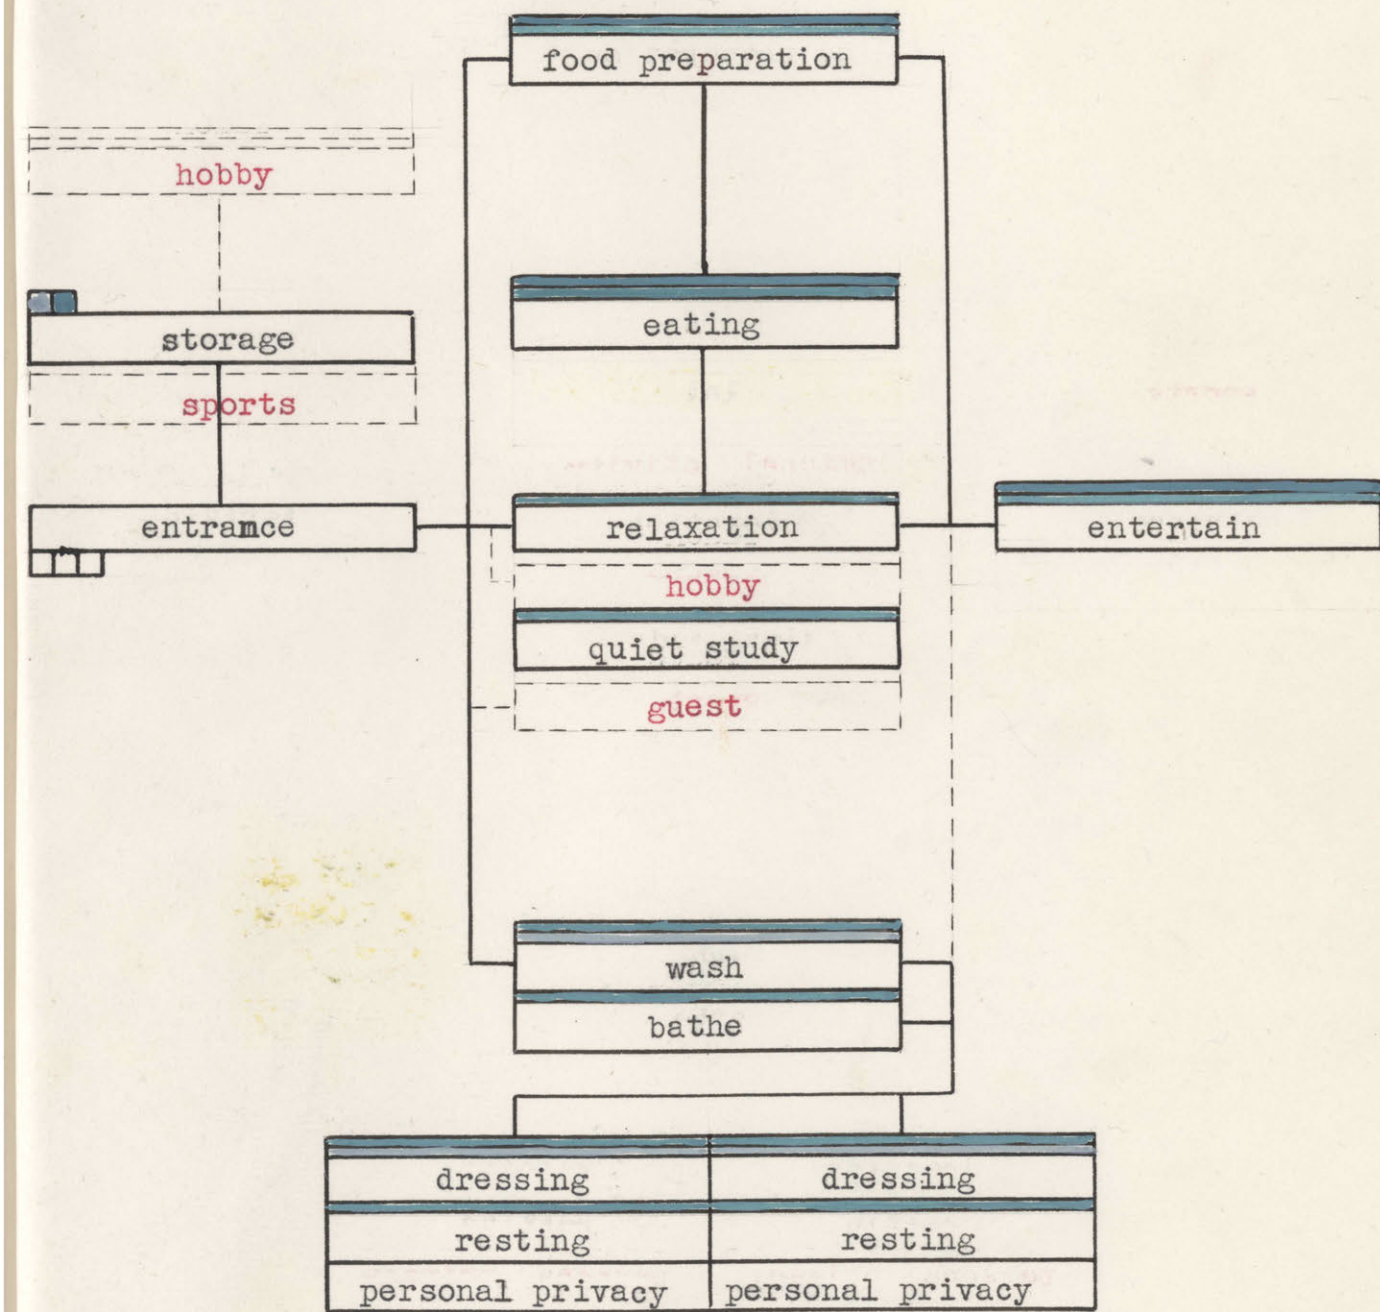 food preparation
hobby
storage
eating
sports
entrance
relaxation
entertain
hobby
quiet study
guest
wash
bathe
dressing dressing
resting resting
personal privacy personal privacy